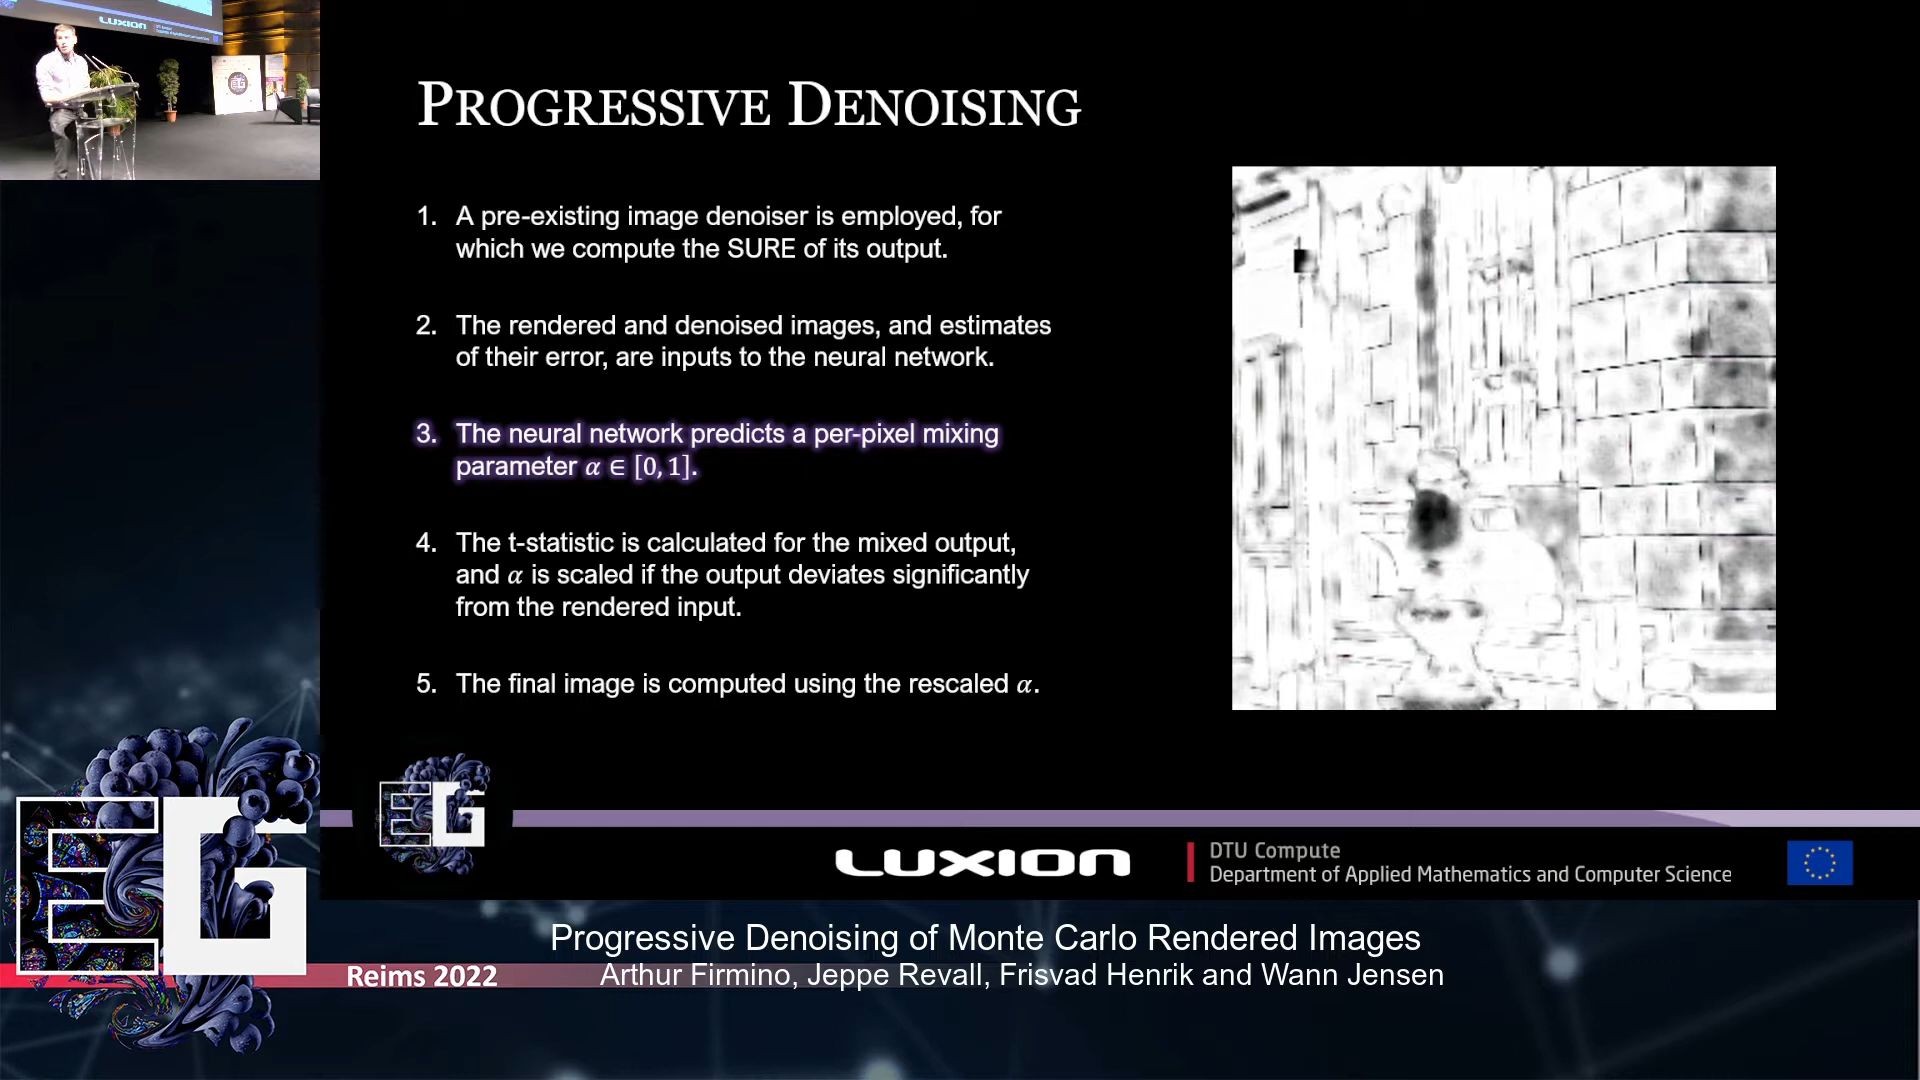 LUXION
EG
PROGRESSIVE DENOISING
1. A pre-existing image denoiser is employed, for
which we compute the SURE of its output.
2. The rendered and denoised images, and estimates
of their error, are inputs to the neural network.
3. The neural network predicts a per-pixel mixing
parameter α ∈ [0, 1].
4. The t-statistic is calculated for the mixed output,
and α is scaled if the output deviates significantly
from the rendered input.
5. The final image is computed using the rescaled α.
EG
LUXION
DTU Compute
Department of Applied Mathematics and Computer Science
EG
Reims 2022
Progressive Denoising of Monte Carlo Rendered Images
Arthur Firmino, Jeppe Revall, Frisvad Henrik and Wann Jensen